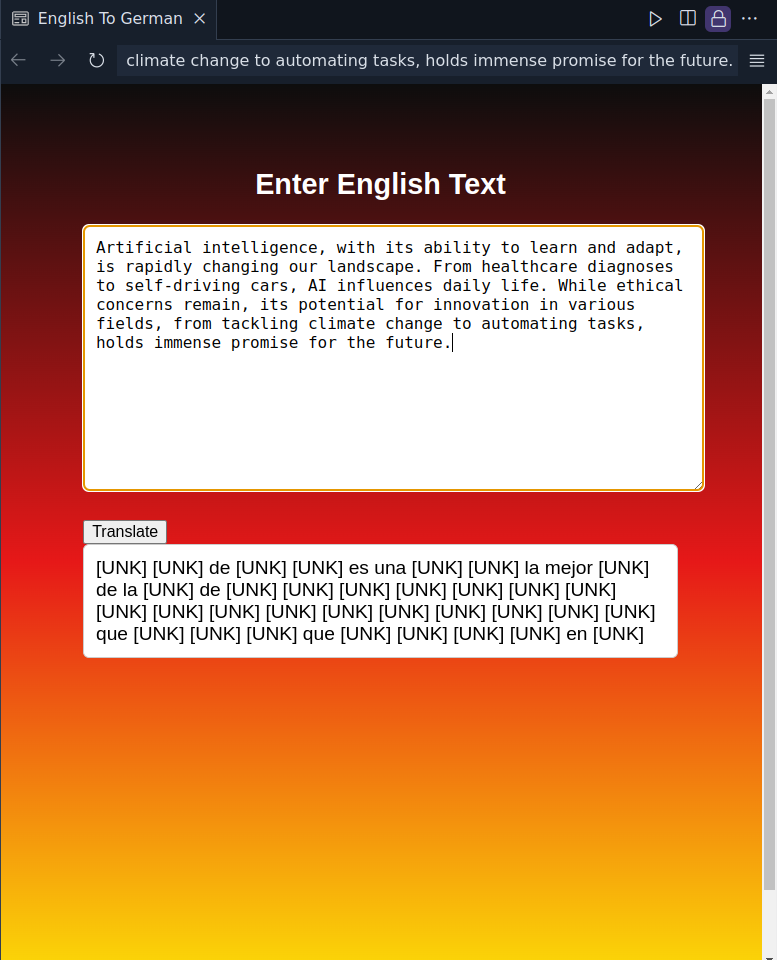 English To German
climate change to automating tasks, holds immense promise for the future.
Enter English Text
Artificial intelligence, with its ability to learn and adapt,
is rapidly changing our landscape. From healthcare diagnoses
to self-driving cars, AI influences daily life. While ethical
concerns remain, its potential for innovation in various
fields, from tackling climate change to automating tasks,
holds immense promise for the future.
Translate
[UNK] [UNK] de [UNK] [UNK] es una [UNK] [UNK] la mejor [UNK]
de la [UNK] de [UNK] [UNK] [UNK] [UNK] [UNK] [UNK] [UNK]
[UNK] [UNK] [UNK] [UNK] [UNK] [UNK] [UNK] [UNK] [UNK] [UNK]
que [UNK] [UNK] [UNK] que [UNK] [UNK] [UNK] [UNK] en [UNK]